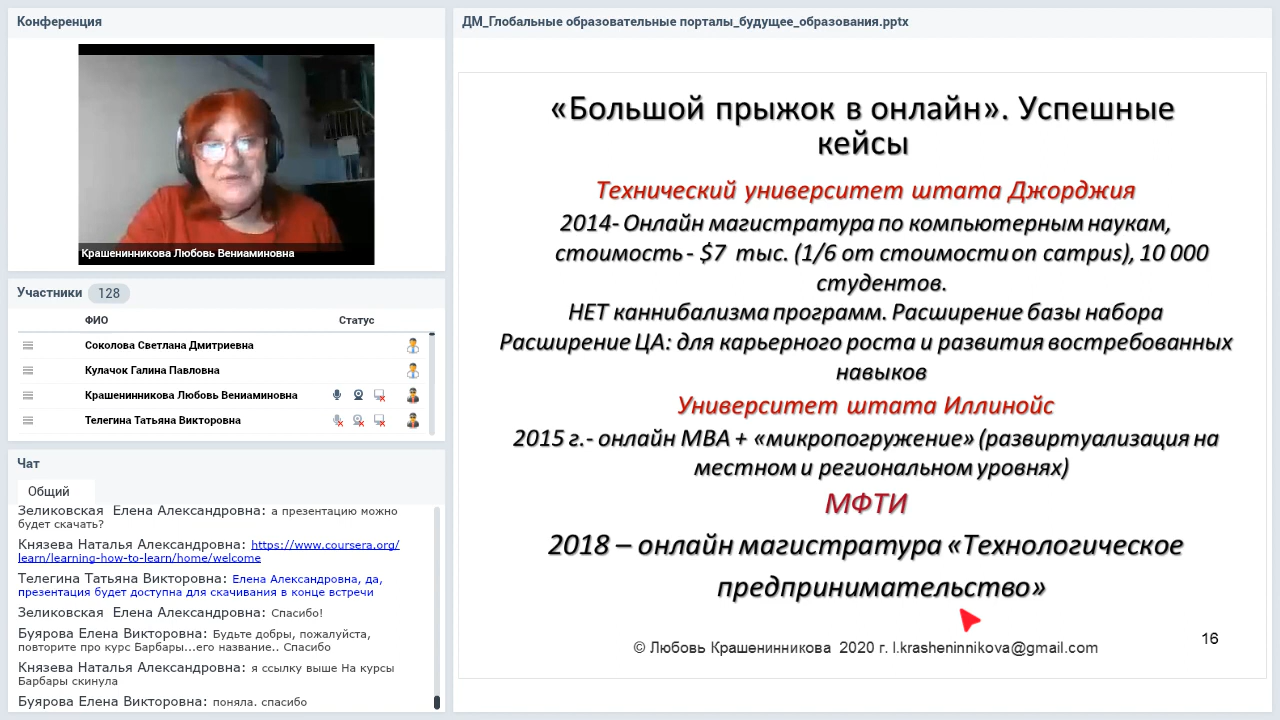 Конференция
Крашенинникова Любовь Вениаминовна
Участники 128
ФИО Статус
Соколова Светлана Дмитриевна
Кулачок Галина Павловна
Крашенинникова Любовь Вениаминовна
Телегина Татьяна Викторовна
Чат
Общий
Зеликовская Елена Александровна: а презентацию можно
будет скачать?
Князева Наталья Александровна: https://www.coursera.org/
learn/learning-how-to-learn/home/welcome
Телегина Татьяна Викторовна: Елена Александровна, да,
презентация будет доступна для скачивания в конце встречи
Зеликовская Елена Александровна: Спасибо!
Буярова Елена Викторовна: Будьте добры, пожалуйста,
повторите про курс Барбары...его название.. Спасибо
Князева Наталья Александровна: я ссылку выше На курсы
Барбары скинула
Буярова Елена Викторовна: поняла. спасибо
ДМ_Глобальные образовательные порталы_будущее_образования.pptx
«Большой прыжок в онлайн». Успешные
кейсы
Технический университет штата Джорджия
2014- Онлайн магистратура по компьютерным наукам,
стоимость - $7 тыс. (1/6 от стоимости on campus), 10 000
студентов.
НЕТ каннибализма программ. Расширение базы набора
Расширение ЦА: для карьерного роста и развития востребованных
навыков
Университет штата Иллинойс
2015 г.- онлайн МВА + «микропогружение» (развиртуализация на
местном и региональном уровнях)
МФТИ
2018 – онлайн магистратура «Технологическое
предпринимательство»
© Любовь Крашенинникова 2020 г. l.krasheninnikova@gmail.com
16